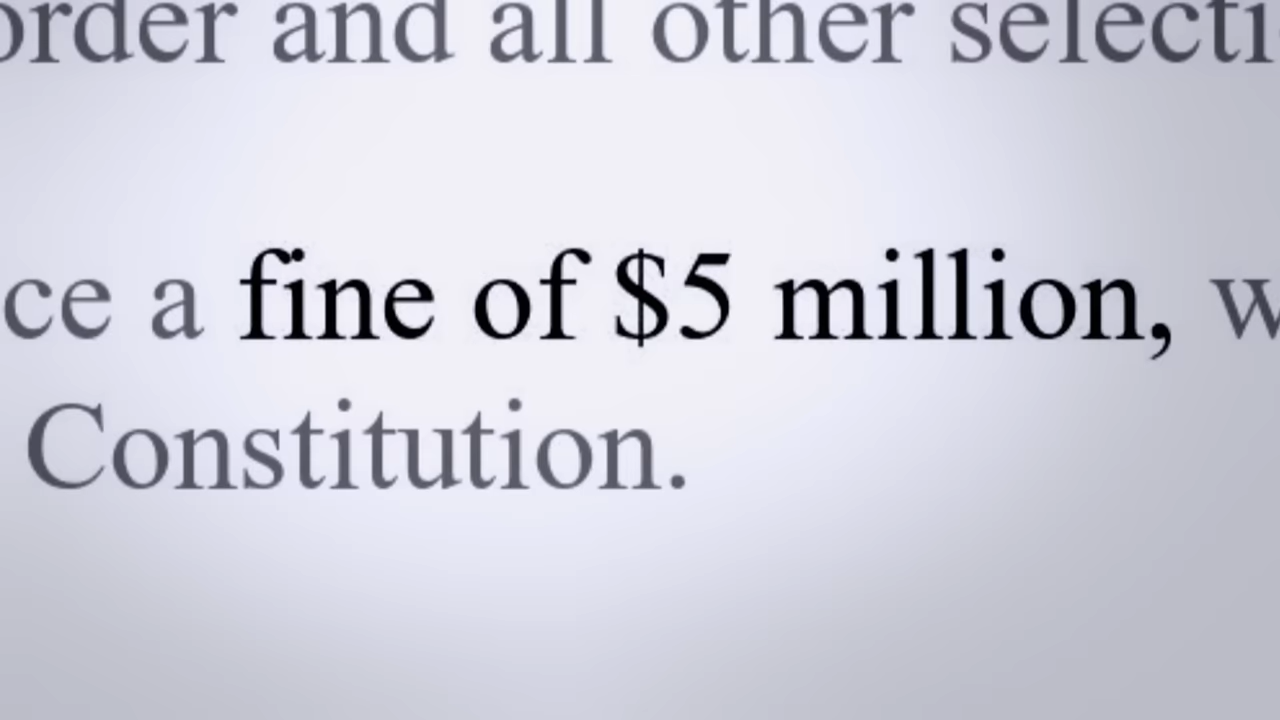 order and all other selecti
ce a fine of $5 million, w
Constitution.